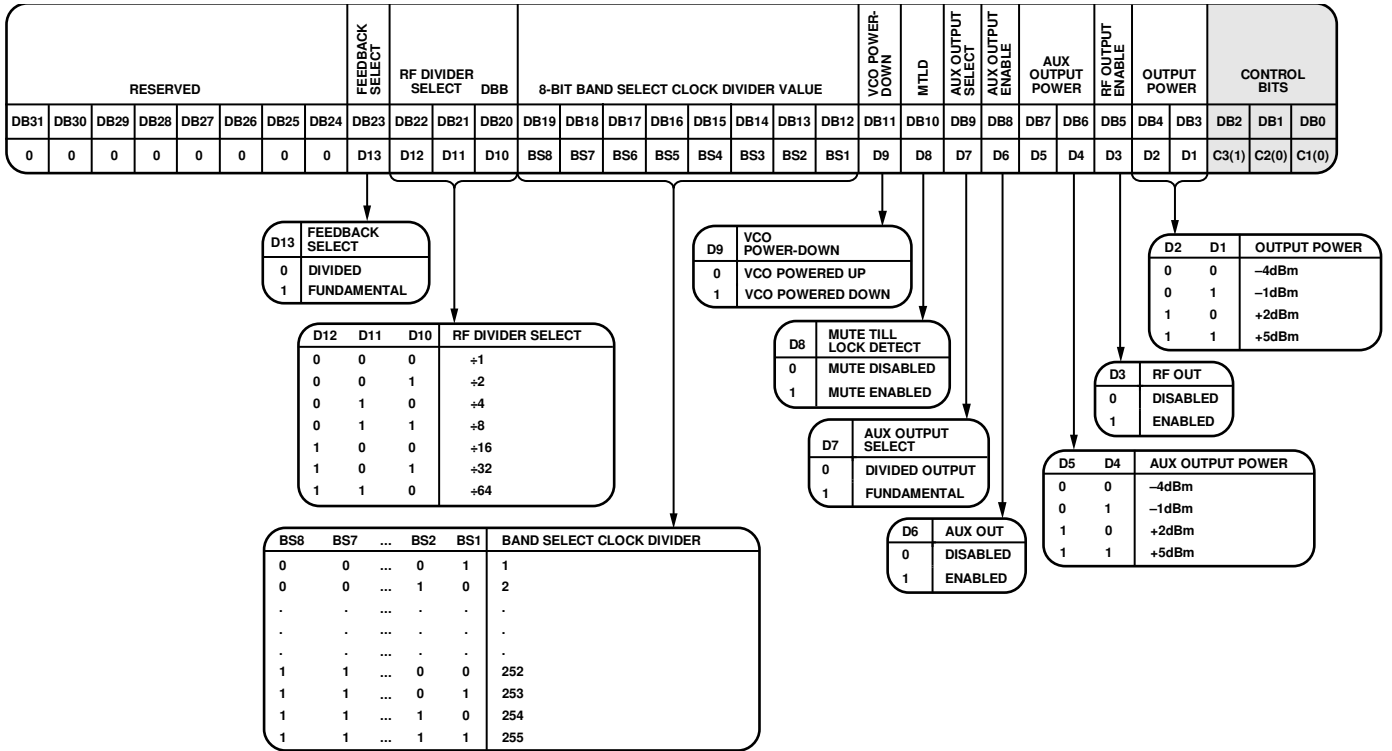 RESERVED
FEEDBACK
SELECT
RF DIVIDER
SELECT DBB
8-BIT BAND SELECT CLOCK DIVIDER VALUE
VCO POWER-
DOWN
MTLD
AUX OUTPUT
SELECT
AUX OUTPUT
ENABLE
AUX
OUTPUT
POWER
RF OUTPUT
ENABLE
OUTPUT
POWER
CONTROL
BITS
DB31 DB30 DB29 DB28 DB27 DB26 DB25 DB24 DB23 DB22 DB21 DB20 DB19 DB18 DB17 DB16 DB15 DB14 DB13 DB12 DB11 DB10 DB9 DB8 DB7 DB6 DB5 DB4 DB3 DB2 DB1 DB0
0 0 0 0 0 0 0 0 D13 D12 D11 D10 BS8 BS7 BS6 BS5 BS4 BS3 BS2 BS1 D9 D8 D7 D6 D5 D4 D3 D2 D1 C3(1) C2(0) C1(0)
D13 FEEDBACK
SELECT
0 DIVIDED
1 FUNDAMENTAL
D12 D11 D10 RF DIVIDER SELECT
0 0 0 ÷1
0 0 1 ÷2
0 1 0 ÷4
0 1 1 ÷8
1 0 0 ÷16
1 0 1 ÷32
1 1 0 ÷64
BS8 BS7 ... BS2 BS1 BAND SELECT CLOCK DIVIDER
0 0 ... 0 1 1
0 0 ... 1 0 2
. . ... . . .
. . ... . . .
. . ... . . .
1 1 ... 0 0 252
1 1 ... 0 1 253
1 1 ... 1 0 254
1 1 ... 1 1 255
D9 VCO
POWER-DOWN
0 VCO POWERED UP
1 VCO POWERED DOWN
D8 MUTE TILL
LOCK DETECT
0 MUTE DISABLED
1 MUTE ENABLED
D7 AUX OUTPUT
SELECT
0 DIVIDED OUTPUT
1 FUNDAMENTAL
D6 AUX OUT
0 DISABLED
1 ENABLED
D5 D4 AUX OUTPUT POWER
0 0 –4dBm
0 1 –1dBm
1 0 +2dBm
1 1 +5dBm
D3 RF OUT
0 DISABLED
1 ENABLED
D2 D1 OUTPUT POWER
0 0 –4dBm
0 1 –1dBm
1 0 +2dBm
1 1 +5dBm